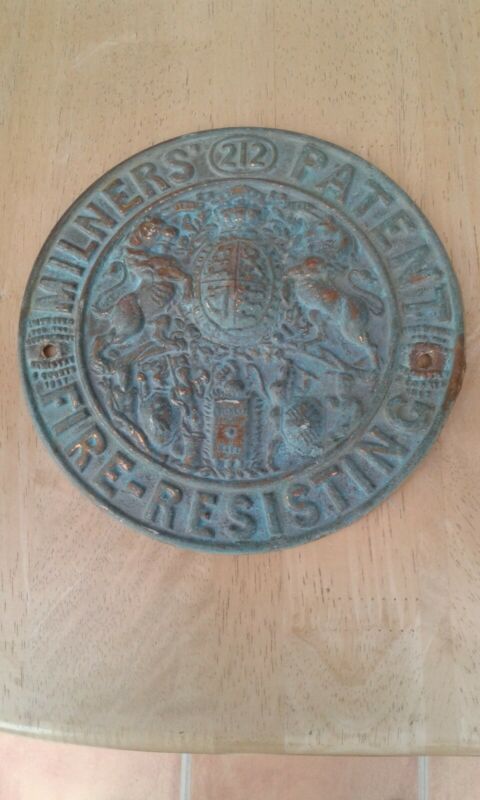 MILNERS' 212 PATENT
FIRE-RESISTING